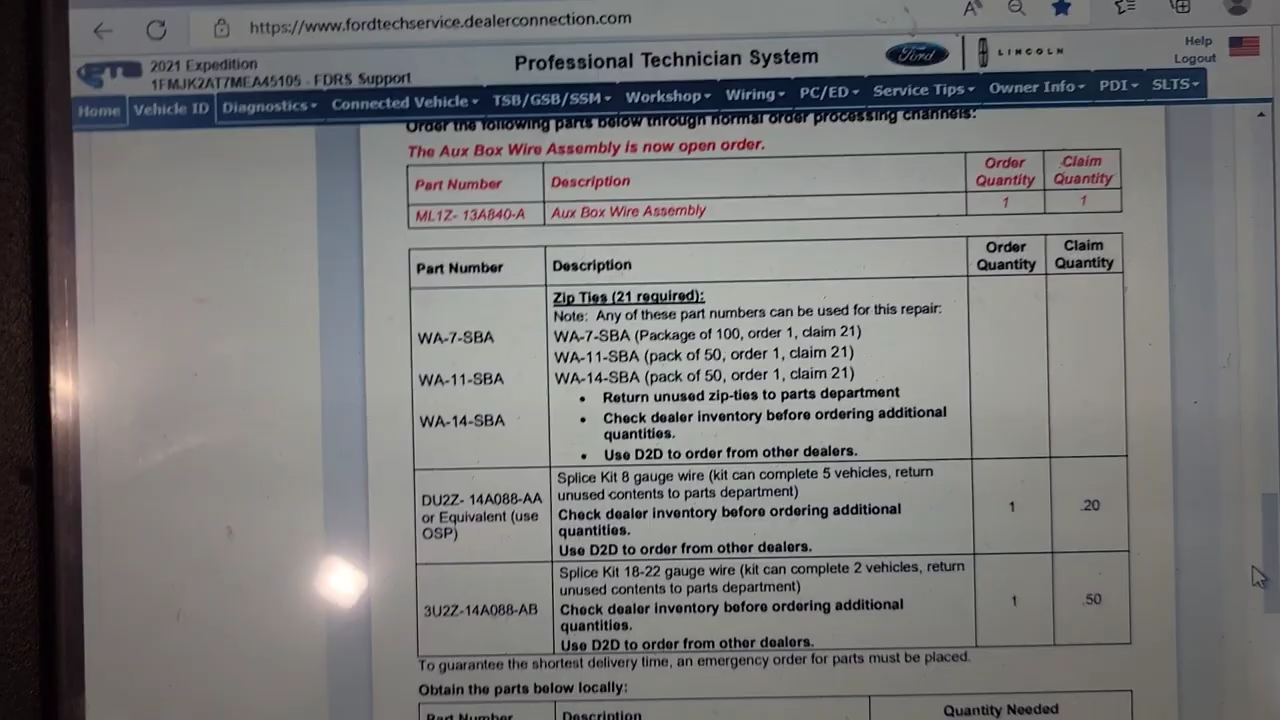 https://www.fordtechservice.dealerconnection.com
2021 Expedition
1FMJK2AT7MEA45105 - FDRS Support
Professional Technician System
Ford
LINCOLN
Help
Logout
Home
Vehicle ID
Diagnostics
Connected Vehicle
TSB/GSB/SSM
Workshop
Wiring
PC/ED
Service Tips
Owner Info
PDI
SLTS
Order the following parts below through normal order processing channels:
The Aux Box Wire Assembly is now open order.
Part Number Description Order Quantity Claim Quantity
ML1Z- 13A840-A Aux Box Wire Assembly 1 1
Part Number Description Order Quantity Claim Quantity
Zip Ties (21 required):
Note: Any of these part numbers can be used for this repair:
WA-7-SBA WA-7-SBA (Package of 100, order 1, claim 21)
WA-11-SBA (pack of 50, order 1, claim 21)
WA-11-SBA WA-14-SBA (pack of 50, order 1, claim 21)
• Return unused zip-ties to parts department
WA-14-SBA • Check dealer inventory before ordering additional
quantities.
• Use D2D to order from other dealers.
DU2Z- 14A088-AA
or Equivalent (use
OSP)
Splice Kit 8 gauge wire (kit can complete 5 vehicles, return
unused contents to parts department)
Check dealer inventory before ordering additional
quantities.
Use D2D to order from other dealers.
1 .20
3U2Z-14A088-AB
Splice Kit 18-22 gauge wire (kit can complete 2 vehicles, return
unused contents to parts department)
Check dealer inventory before ordering additional
quantities.
Use D2D to order from other dealers.
1 .50
To guarantee the shortest delivery time, an emergency order for parts must be placed.
Obtain the parts below locally:
Part Number Description Quantity Needed